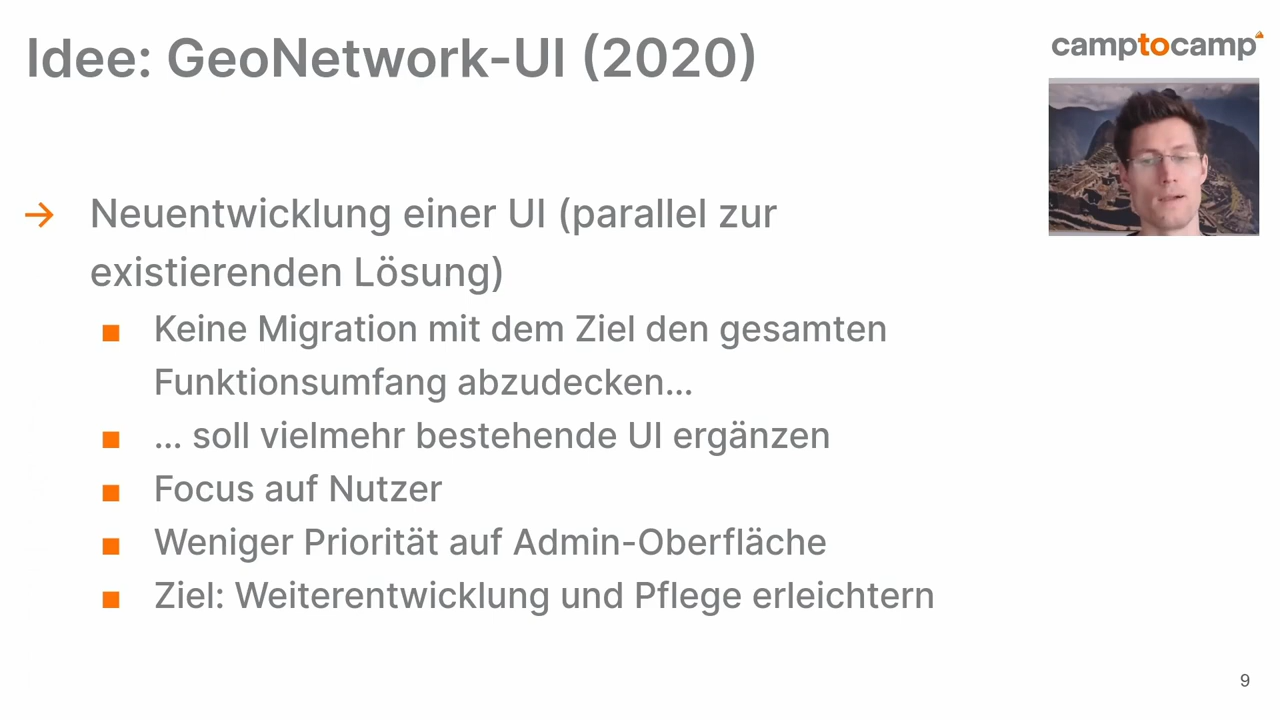 Idee: GeoNetwork-UI (2020)
camptocamp
→ Neuentwicklung einer UI (parallel zur
existierenden Lösung)
■ Keine Migration mit dem Ziel den gesamten
Funktionsumfang abzudecken...
■ ... soll vielmehr bestehende UI ergänzen
■ Focus auf Nutzer
■ Weniger Priorität auf Admin-Oberfläche
■ Ziel: Weiterentwicklung und Pflege erleichtern
9